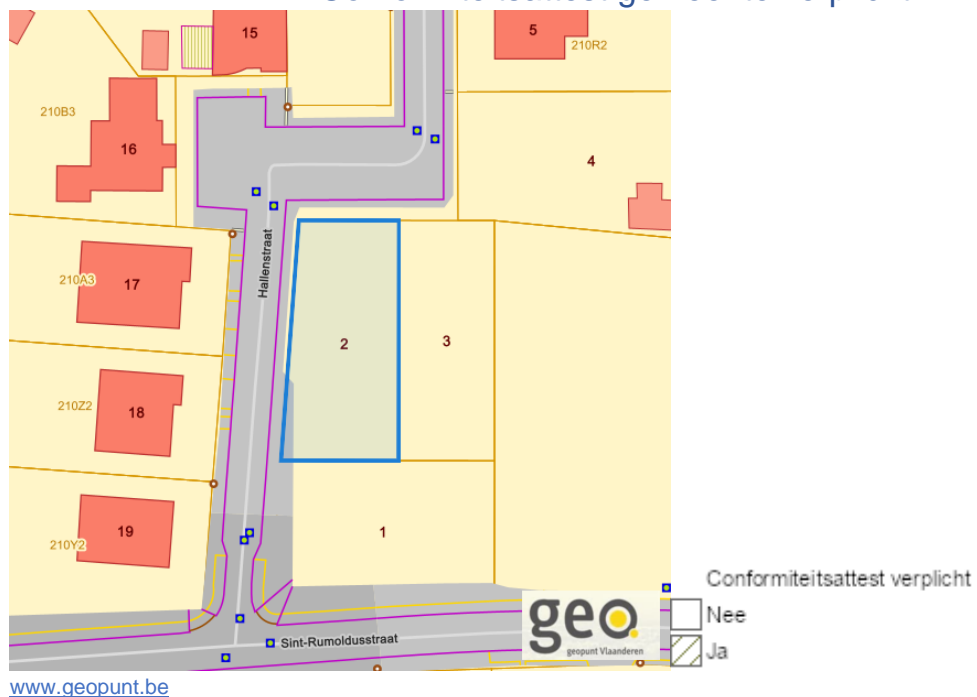 15
5
210R2
210B3
16
4
Hallenstraat
210A3
17
2
3
210Z2
18
19
210Y2
1
Sint-Rumoldusstraat
geo
geopunt Vlaanderen
Conformiteitsattest verplicht
Nee
Ja
www.geopunt.be